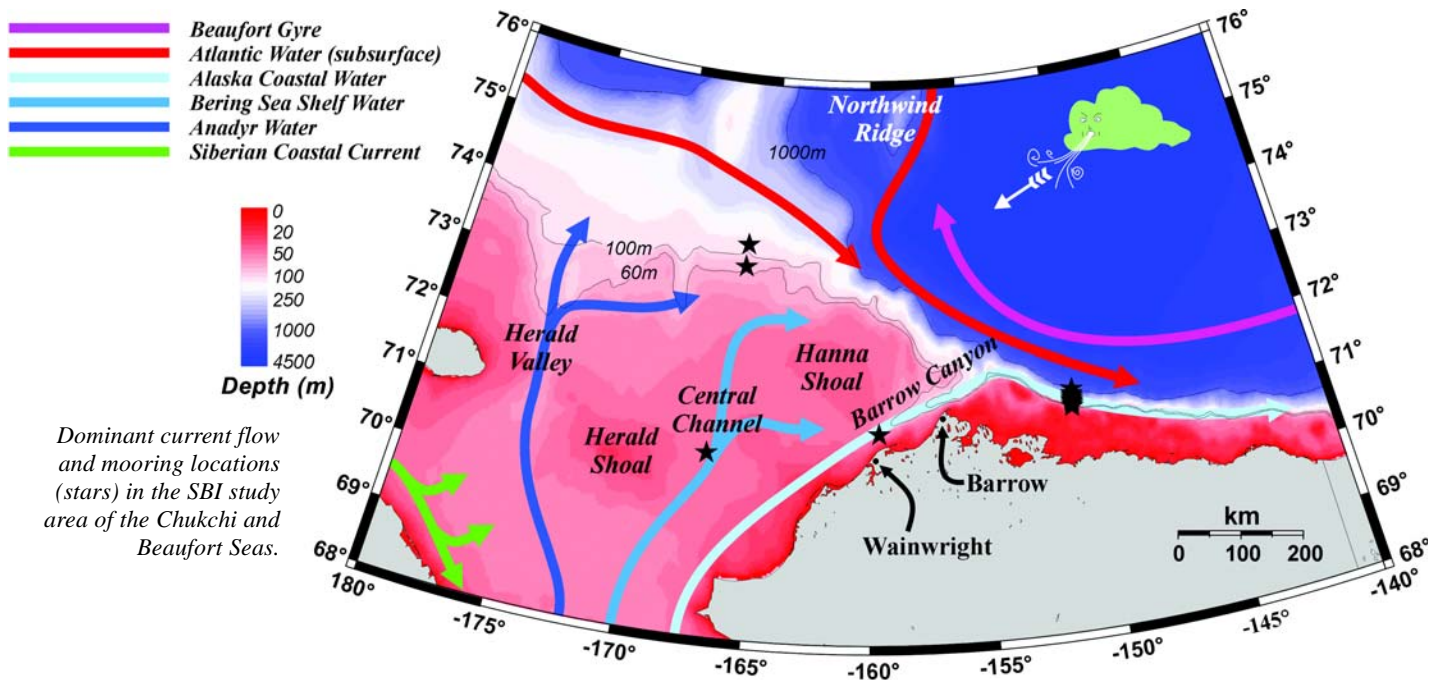 Beaufort Gyre
Atlantic Water (subsurface)
Alaska Coastal Water
Bering Sea Shelf Water
Anadyr Water
Siberian Coastal Current
0
20
50
100
250
1000
4500
Depth (m)
Dominant current flow
and mooring locations
(stars) in the SBI study
area of the Chukchi and
Beaufort Seas.
76°
75°
74°
73°
72°
71°
70°
69°
68°
180°
-175°
-170°
-165°
-160°
-155°
-150°
-145°
-140°
76°
75°
74°
73°
72°
71°
70°
69°
68°
Northwind
Ridge
1000m
100m
60m
Herald
Valley
Hanna
Shoal
Central
Channel
Herald
Shoal
Barrow Canyon
Barrow
Wainwright
km
0 100 200